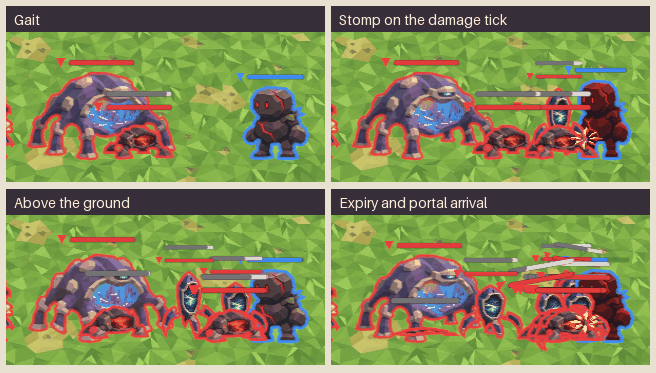 Gait
Stomp on the damage tick
Above the ground
Expiry and portal arrival